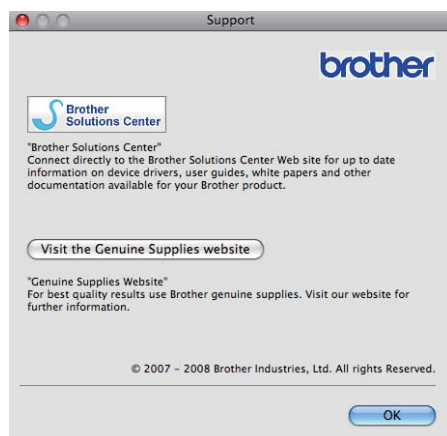 Support
brother
Brother
Solutions Center
"Brother Solutions Center"
Connect directly to the Brother Solutions Center Web site for up to date
information on device drivers, user guides, white papers and other
documentation available for your Brother product.
Visit the Genuine Supplies website
"Genuine Supplies Website"
For best quality results use Brother genuine supplies. Visit our website for
further information.
© 2007 – 2008 Brother Industries, Ltd. All rights Reserved.
OK